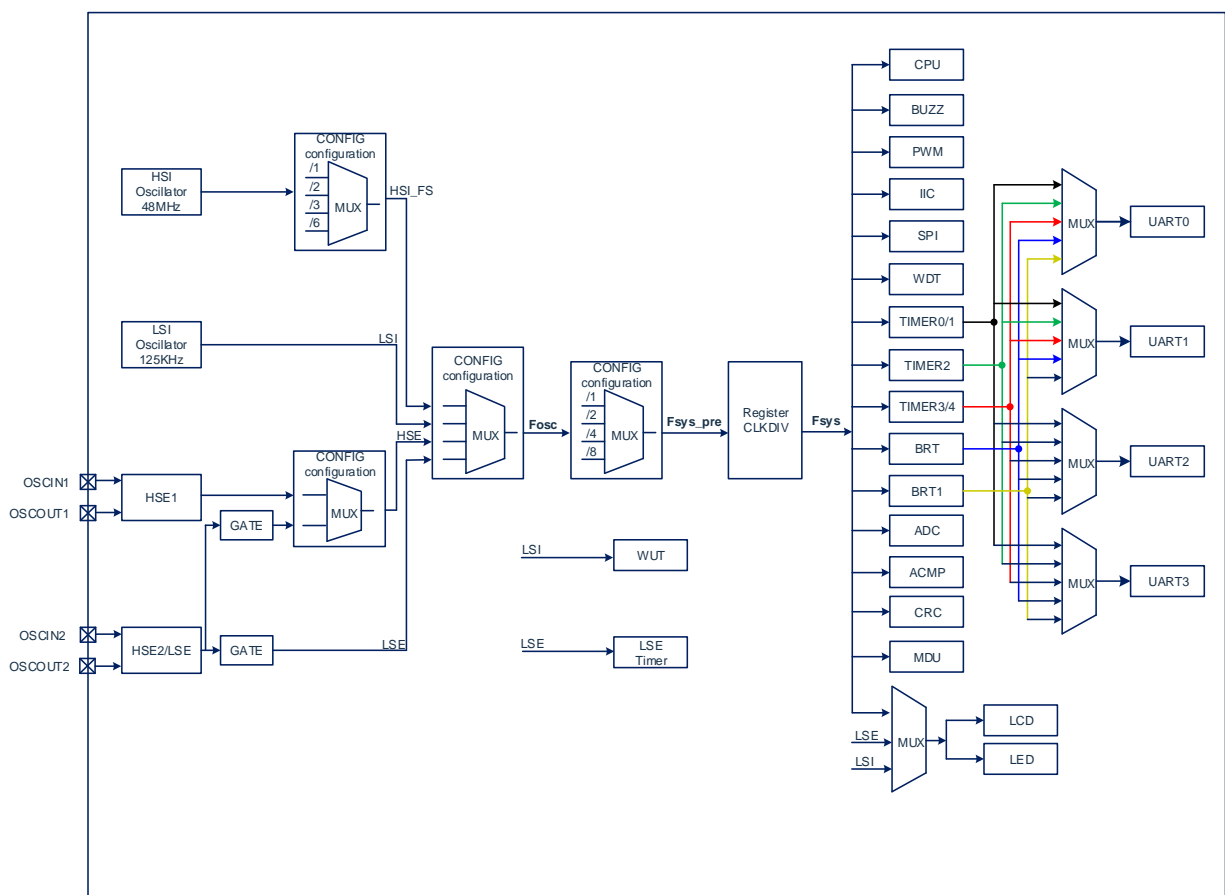 CPU
BUZZ
PWM
IIC
SPI
WDT
TIMER0/1
TIMER2
TIMER3/4
BRT
BRT1
ADC
ACMP
CRC
MDU
HSI
Oscillator
48MHz
CONFIG
configuration
/1
/2
/3
/6
MUX
HSI_FS
LSI
Oscillator
125KHz
LSI
CONFIG
configuration
MUX
Fosc
CONFIG
configuration
/1
/2
/4
/8
MUX
Fsys_pre
Register
CLKDIV
Fsys
HSE
OSCIN1
OSCOUT1
HSE1
GATE
CONFIG
configuration
MUX
OSCIN2
OSCOUT2
HSE2/LSE
GATE
LSE
LSI
WUT
LSE
LSE
Timer
MUX
UART0
MUX
UART1
MUX
UART2
MUX
UART3
LSE
LSI
MUX
LCD
LED